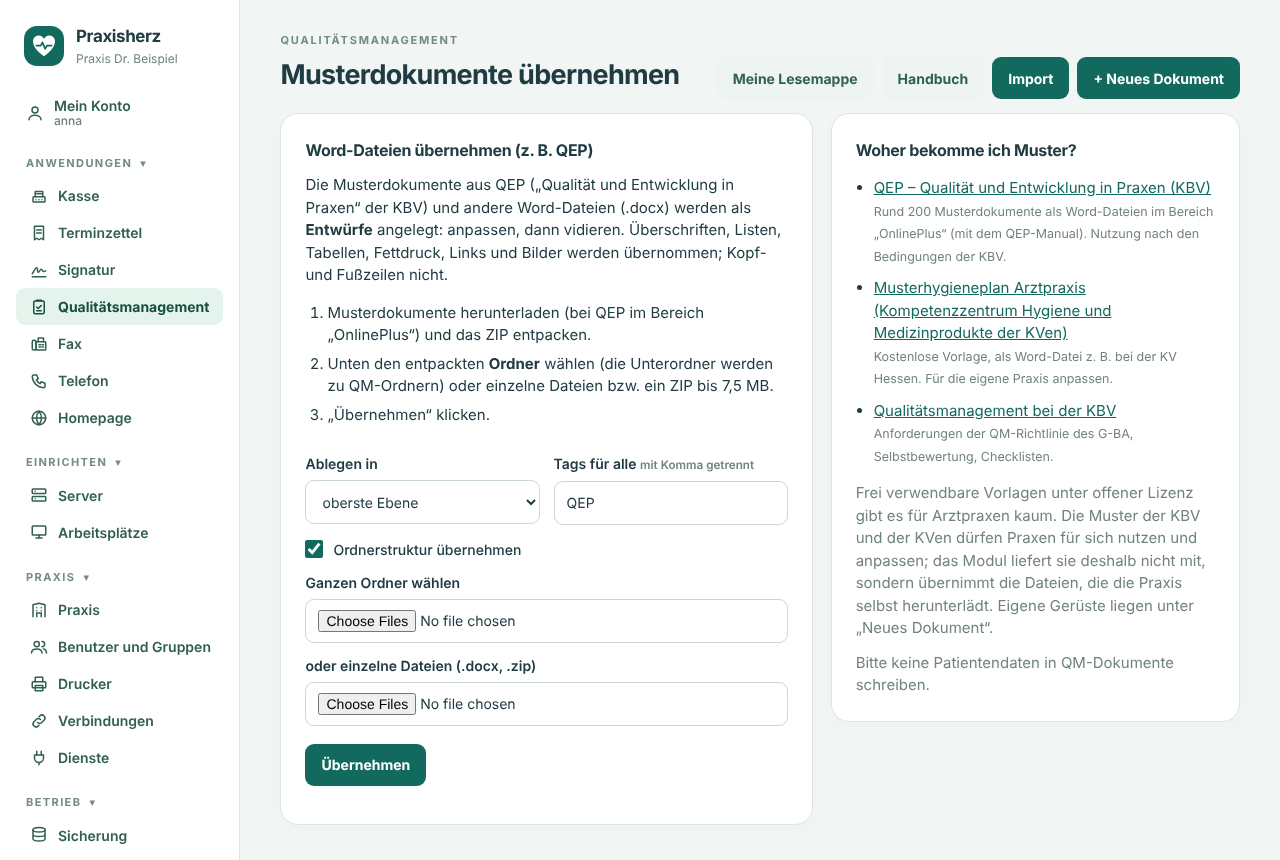 Praxisherz
Praxis Dr. Beispiel
Mein Konto
anna
ANWENDUNGEN ▾
Kasse
Terminzettel
Signatur
Qualitätsmanagement
Fax
Telefon
Homepage
EINRICHTEN ▾
Server
Arbeitsplätze
PRAXIS ▾
Praxis
Benutzer und Gruppen
Drucker
Verbindungen
Dienste
BETRIEB ▾
Sicherung
QUALITÄTSMANAGEMENT
Musterdokumente übernehmen
Meine Lesemappe
Handbuch
Import
+ Neues Dokument
Word-Dateien übernehmen (z. B. QEP)
Die Musterdokumente aus QEP („Qualität und Entwicklung in
Praxen“ der KBV) und andere Word-Dateien (.docx) werden als
Entwürfe angelegt: anpassen, dann vidieren. Überschriften, Listen,
Tabellen, Fettdruck, Links und Bilder werden übernommen; Kopf-
und Fußzeilen nicht.
1. Musterdokumente herunterladen (bei QEP im Bereich
„OnlinePlus“) und das ZIP entpacken.
2. Unten den entpackten Ordner wählen (die Unterordner werden
zu QM-Ordnern) oder einzelne Dateien bzw. ein ZIP bis 7,5 MB.
3. „Übernehmen“ klicken.
Ablegen in
oberste Ebene
Tags für alle mit Komma getrennt
QEP
Ordnerstruktur übernehmen
Ganzen Ordner wählen
Choose Files No file chosen
oder einzelne Dateien (.docx, .zip)
Choose Files No file chosen
Übernehmen
Woher bekomme ich Muster?
• QEP – Qualität und Entwicklung in Praxen (KBV)
Rund 200 Musterdokumente als Word-Dateien im Bereich
„OnlinePlus“ (mit dem QEP-Manual). Nutzung nach den
Bedingungen der KBV.
• Musterhygieneplan Arztpraxis
(Kompetenzzentrum Hygiene und
Medizinprodukte der KVen)
Kostenlose Vorlage, als Word-Datei z. B. bei der KV
Hessen. Für die eigene Praxis anpassen.
• Qualitätsmanagement bei der KBV
Anforderungen der QM-Richtlinie des G-BA,
Selbstbewertung, Checklisten.
Frei verwendbare Vorlagen unter offener Lizenz
gibt es für Arztpraxen kaum. Die Muster der KBV
und der KVen dürfen Praxen für sich nutzen und
anpassen; das Modul liefert sie deshalb nicht mit,
sondern übernimmt die Dateien, die die Praxis
selbst herunterlädt. Eigene Gerüste liegen unter
„Neues Dokument“.
Bitte keine Patientendaten in QM-Dokumente
schreiben.